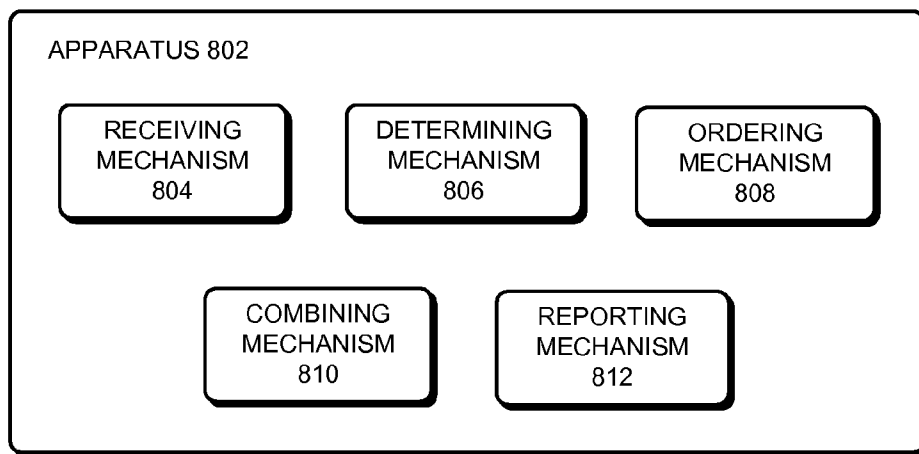 APPARATUS 802
RECEIVING
MECHANISM
804
DETERMINING
MECHANISM
806
ORDERING
MECHANISM
808
COMBINING
MECHANISM
810
REPORTING
MECHANISM
812